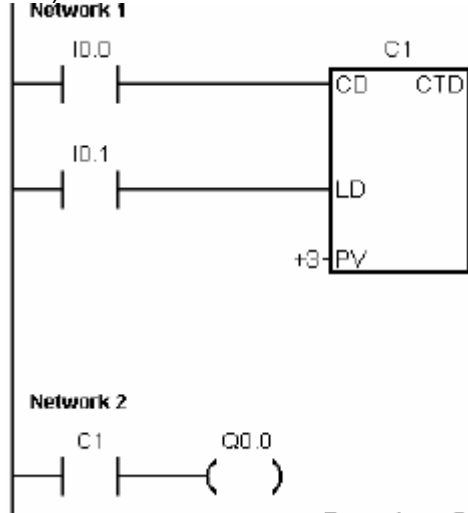 Network 1
I0.0
C1
CD CTD
I0.1
LD
+3 PV
Network 2
C1 Q0.0